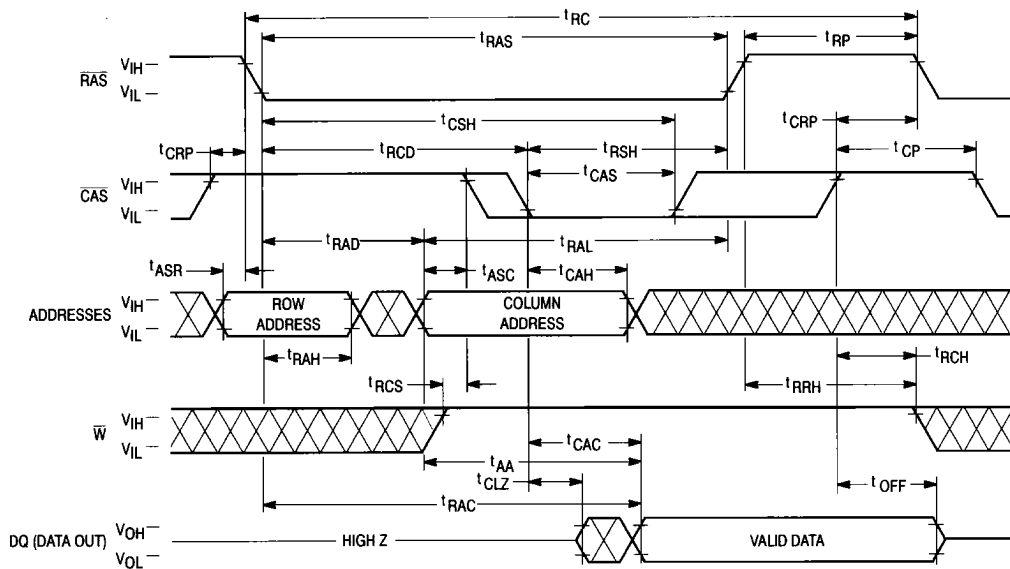 tRC
tRAS
tRP
RAS
VIH
VIL
tCSH
tCRP
tCRP
tRCD
tRSH
tCP
tCAS
CAS
VIH
VIL
tRAD
tRAL
tASR
tASC
tCAH
ADDRESSES
VIH
VIL
ROW
ADDRESS
COLUMN
ADDRESS
tRAH
tRCH
tRCS
tRRH
W
VIH
VIL
tCAC
tAA
tCLZ
tOFF
tRAC
DQ (DATA OUT)
VOH
VOL
HIGH Z
VALID DATA